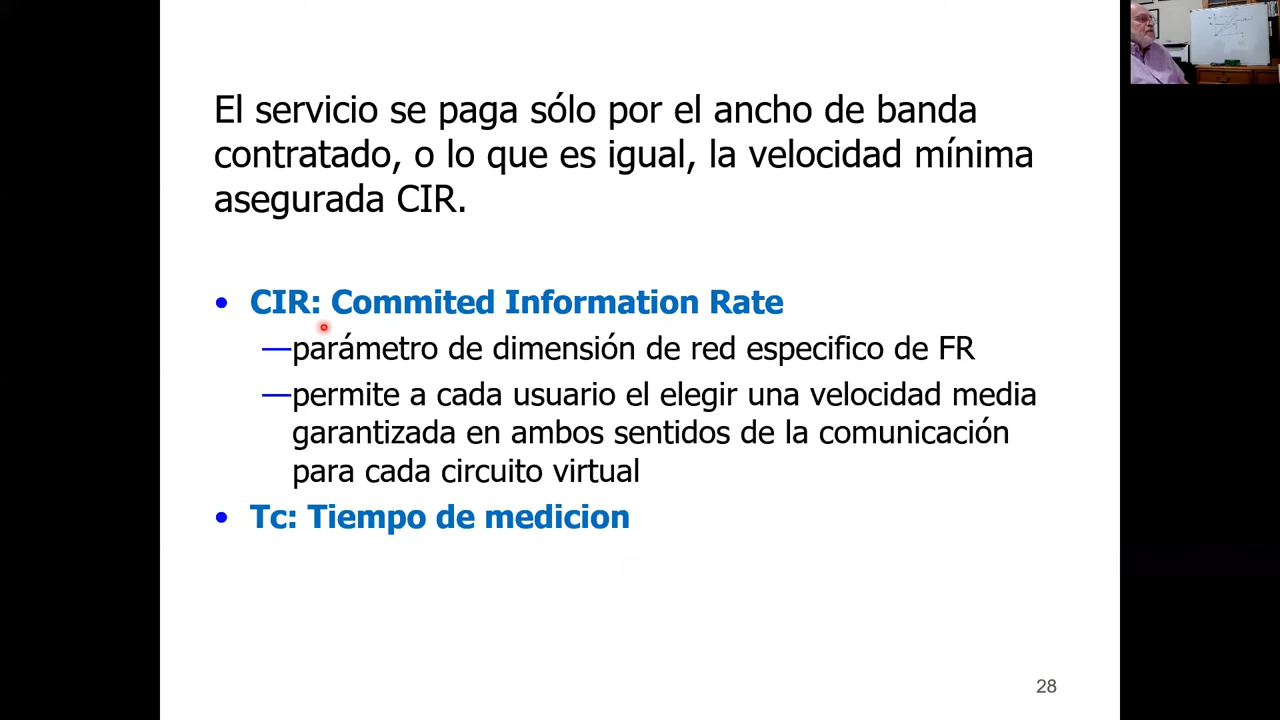 El servicio se paga sólo por el ancho de banda
contratado, o lo que es igual, la velocidad mínima
asegurada CIR.
• CIR: Commited Information Rate
—parámetro de dimensión de red especifico de FR
—permite a cada usuario el elegir una velocidad media
garantizada en ambos sentidos de la comunicación
para cada circuito virtual
• Tc: Tiempo de medicion
28